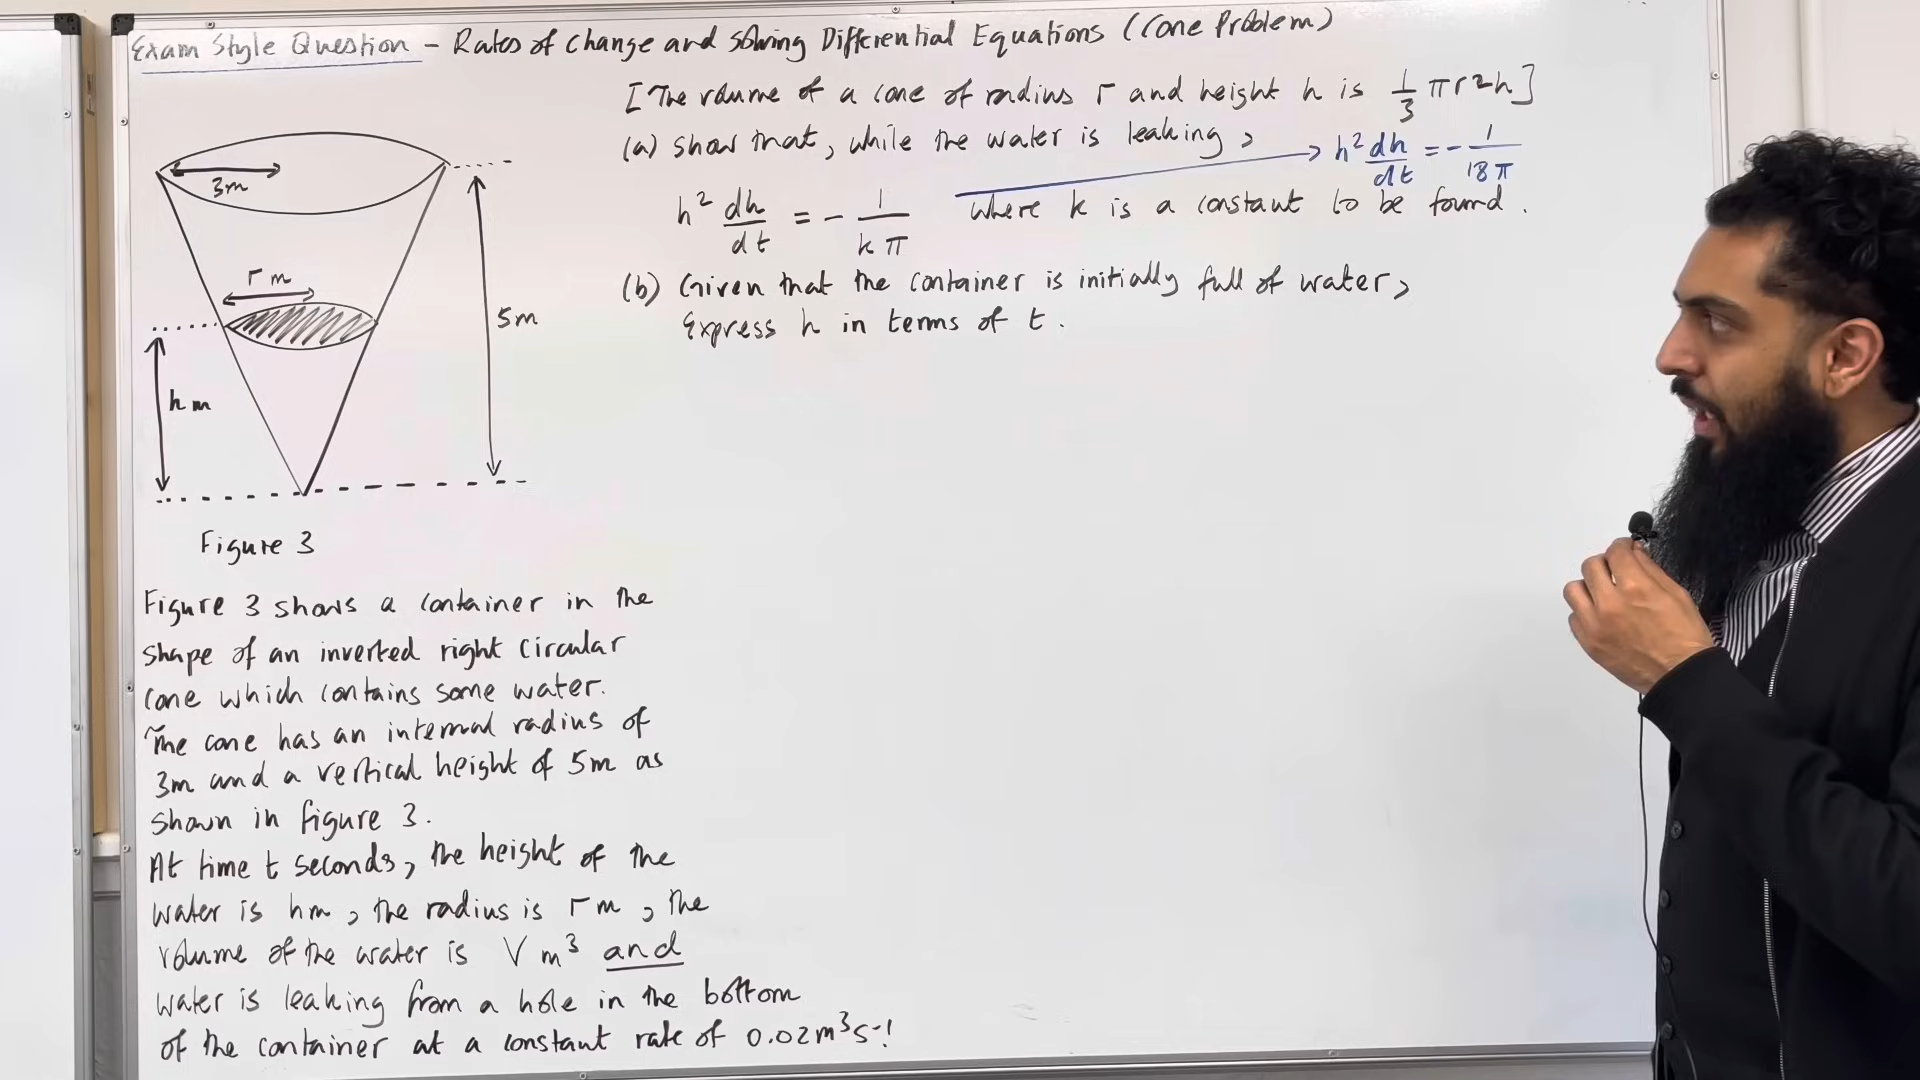 Exam Style Question - Rates of Change and Solving Differential Equations (Cone Problem)
[The volume of a cone of radius r and height h is 1/3 πr²h]
(a) Show that, while the water is leaking,
h² dh/dt = - 1/kπ where k is a constant to be found.
h² dh/dt = - 1/18π
(b) Given that the container is initially full of water,
Express h in terms of t.
3m
r m
5m
h m
Figure 3
Figure 3 shows a container in the
shape of an inverted right circular
cone which contains some water.
The cone has an internal radius of
3m and a vertical height of 5m as
shown in figure 3.
At time t seconds, the height of the
water is hm, the radius is r m, the
volume of the water is V m³ and
water is leaking from a hole in the bottom
of the container at a constant rate of 0.02m³s⁻¹